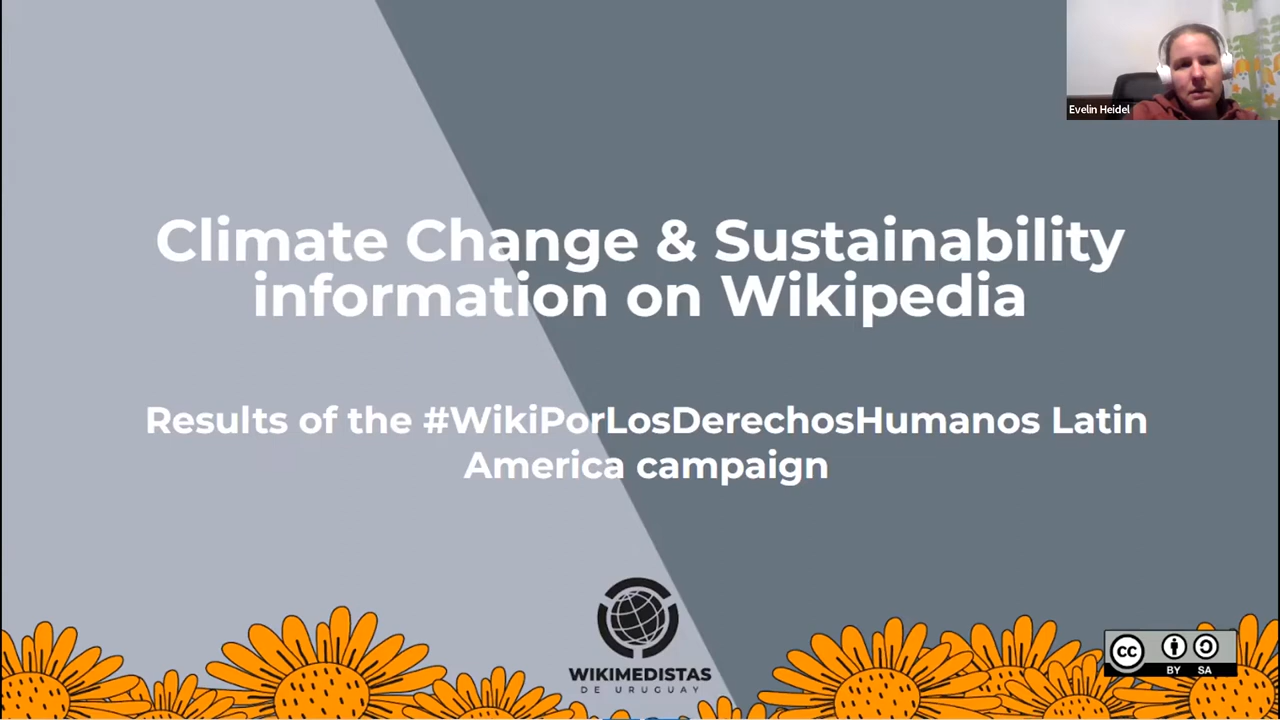 Evelin Heidel
Climate Change & Sustainability
information on Wikipedia
Results of the #WikiPorLosDerechosHumanos Latin
America campaign
WIKIMEDISTAS
DE URUGUAY
cc
BY SA